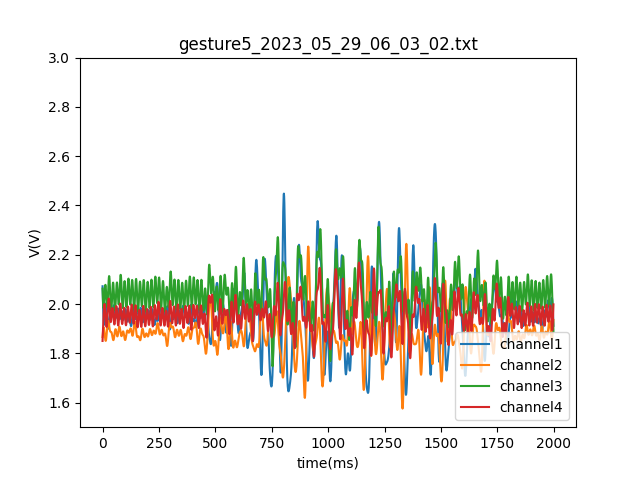 gesture5_2023_05_29_06_03_02.txt
3.0
2.8
2.6
2.4
2.2
2.0
1.8
1.6
V(V)
channel1
channel2
channel3
channel4
0 250 500 750 1000 1250 1500 1750 2000
time(ms)